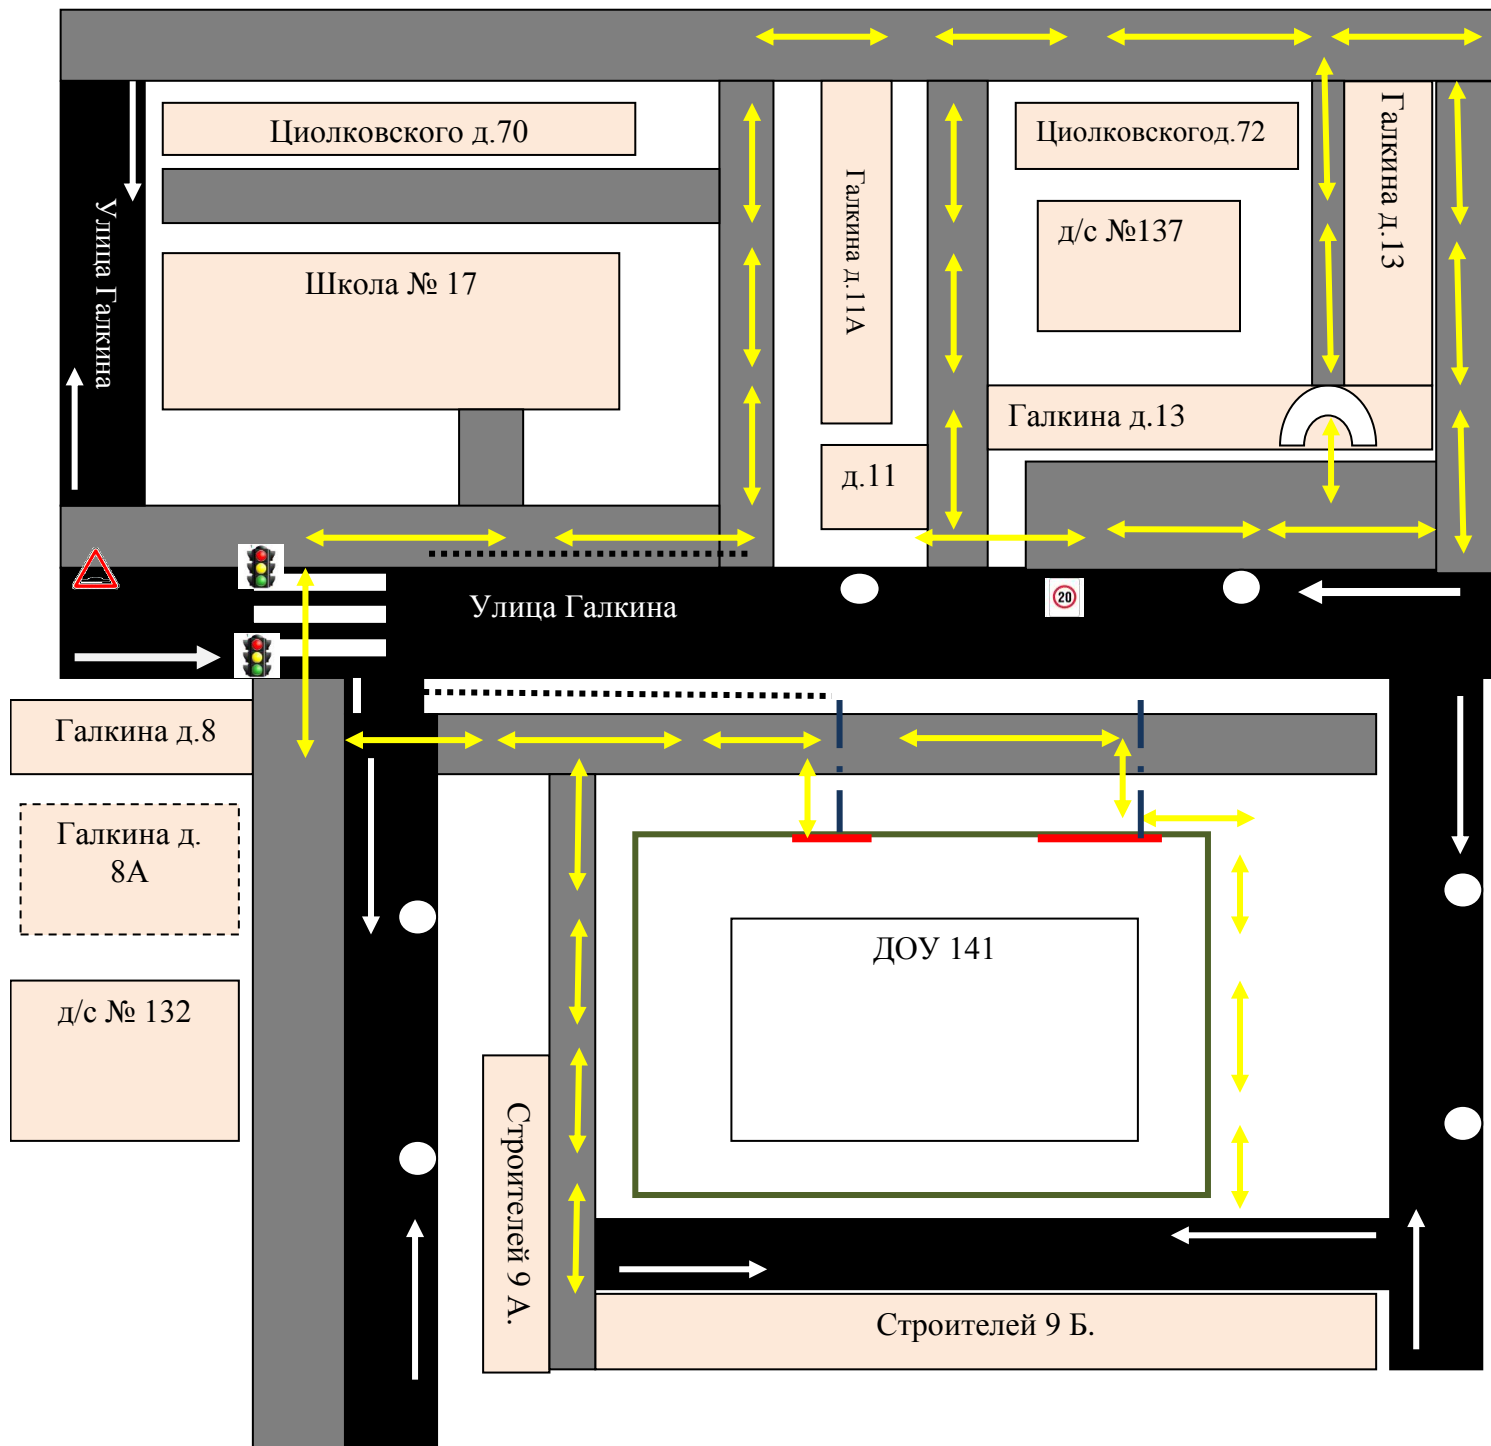 Циолковского д.70
Циолковскогод.72
Галкина д.13
Улица Галкина
Школа № 17
Галкина д.11А
д/с №137
Галкина д.13
д.11
Улица Галкина
20
Галкина д.8
Галкина д.
8А
ДОУ 141
д/с № 132
Строителей 9 А.
Строителей 9 Б.